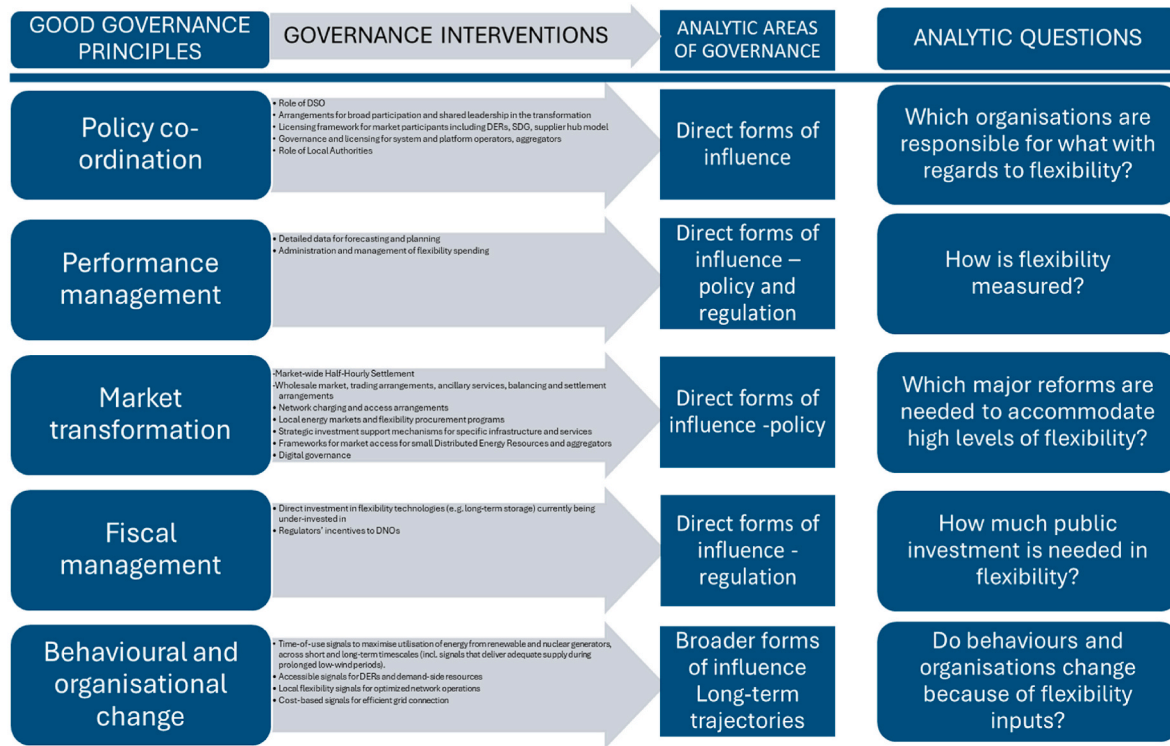 GOOD GOVERNANCE
PRINCIPLES
GOVERNANCE INTERVENTIONS
ANALYTIC AREAS
OF GOVERNANCE
ANALYTIC QUESTIONS
Policy co-
ordination
• Role of DSO
• Arrangements for broad participation and shared leadership in the transformation
• Licensing framework for market participants including DERs, SDG, supplier hub model
• Governance and licensing for system and platform operators, aggregators
• Role of Local Authorities
Direct forms of
influence
Which organisations are
responsible for what with
regards to flexibility?
Performance
management
• Detailed data for forecasting and planning
• Administration and management of flexibility spending
Direct forms of
influence –
policy and
regulation
How is flexibility
measured?
Market
transformation
-Market-wide Half-Hourly Settlement
-Wholesale market, trading arrangements, ancillary services, balancing and settlement
arrangements
• Network charging and access arrangements
• Local energy markets and flexibility procurement programs
• Strategic investment support mechanisms for specific infrastructure and services
• Frameworks for market access for small Distributed Energy Resources and aggregators
• Digital governance
Direct forms of
influence -policy
Which major reforms are
needed to accommodate
high levels of flexibility?
Fiscal
management
• Direct investment in flexibility technologies (e.g. long-term storage) currently being
under-invested in
• Regulators' incentives to DNOs
Direct forms of
influence -
regulation
How much public
investment is needed in
flexibility?
Behavioural and
organisational
change
• Time-of-use signals to maximise utilisation of energy from renewable and nuclear generators,
across short and long-term timescales (incl. signals that deliver adequate supply during
prolonged low-wind periods).
• Accessible signals for DERs and demand-side resources
• Local flexibility signals for optimized network operations
• Cost-based signals for efficient grid connection
Broader forms
of influence
Long-term
trajectories
Do behaviours and
organisations change
because of flexibility
inputs?